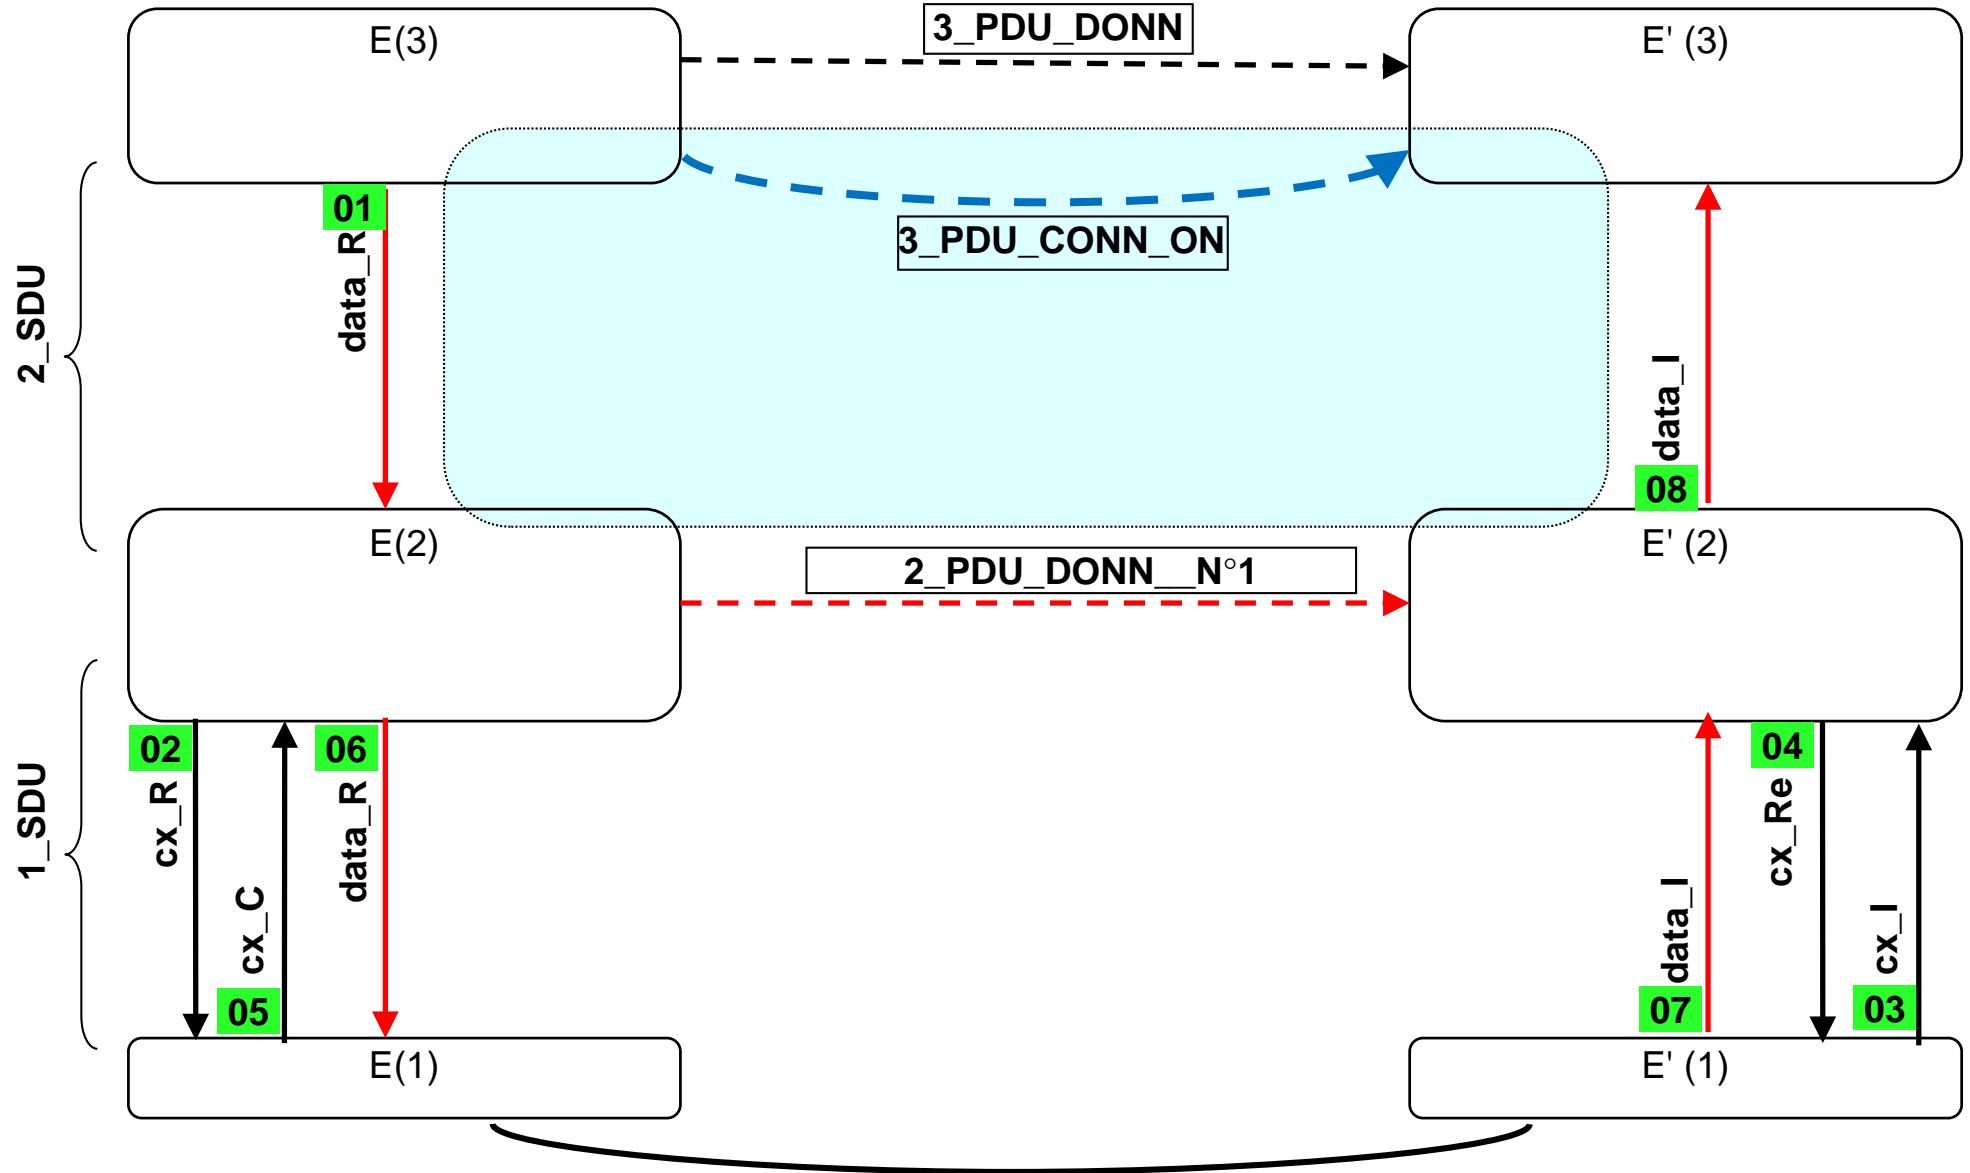 E(3)
3_PDU_DONN
E' (3)
01
data_R
3_PDU_CONN_ON
2_SDU
data_I
08
E(2)
2_PDU_DONN__N°1
E' (2)
02
cx_R
06
data_R
04
cx_Re
1_SDU
cx_C
05
data_I
07
cx_I
03
E(1)
E' (1)